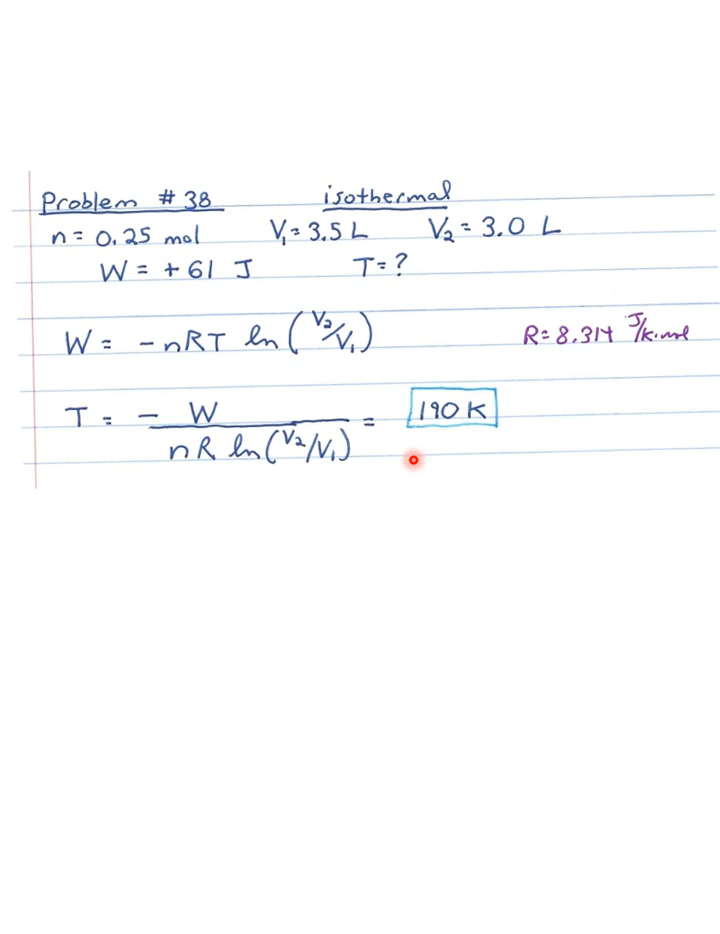 Problem # 38 isothermal
n = 0.25 mol V₁ = 3.5 L V₂ = 3.0 L
W = + 61 J T = ?
W = - nRT ln (V₂/V₁) R = 8.314 J/K·mol
T = - W / nR ln (V₂/V₁) = 190 K